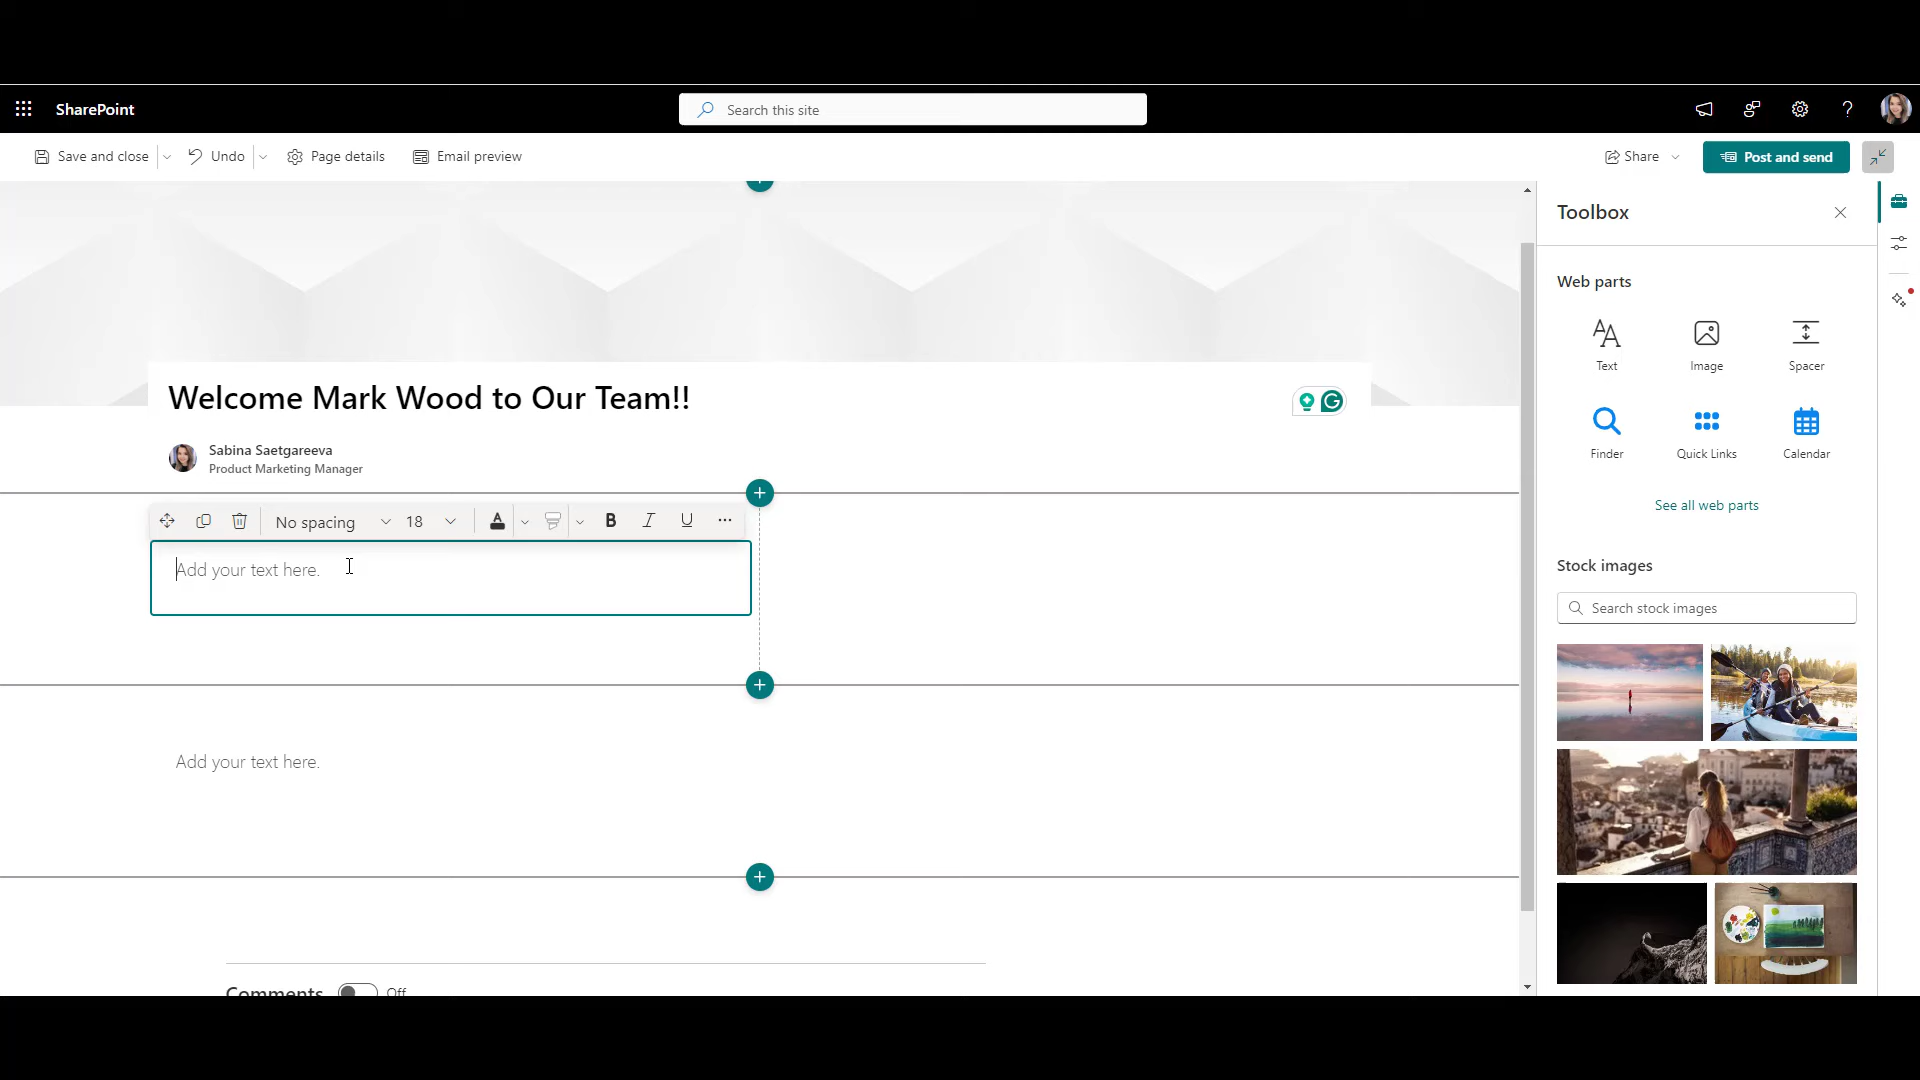 SharePoint
Search this site
?
Save and close
Undo
Page details
Email preview
Share
Post and send
Toolbox
Web parts
Text
Image
Spacer
Finder
Quick Links
Calendar
See all web parts
Stock images
Search stock images
Welcome Mark Wood to Our Team!!
Sabina Saetgareeva
Product Marketing Manager
No spacing 18 A B I U ...
Add your text here.
Add your text here.
Comments Off